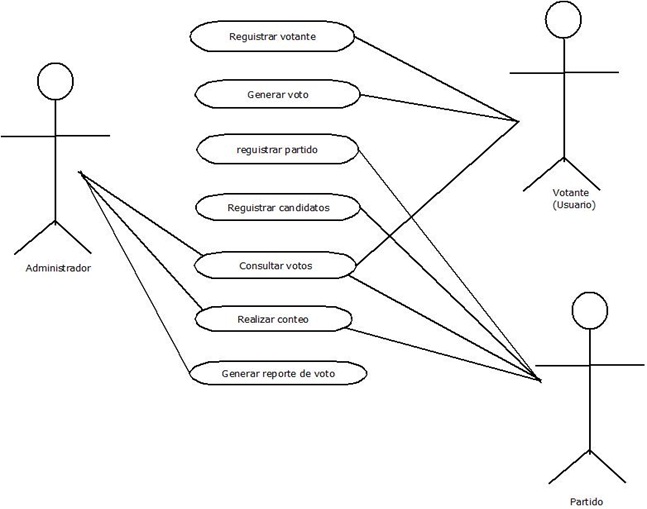 Reguistrar votante
Generar voto
reguistrar partido
Reguistrar candidatos
Consultar votos
Realizar conteo
Generar reporte de voto
Administrador
Votante
(Usuario)
Partido